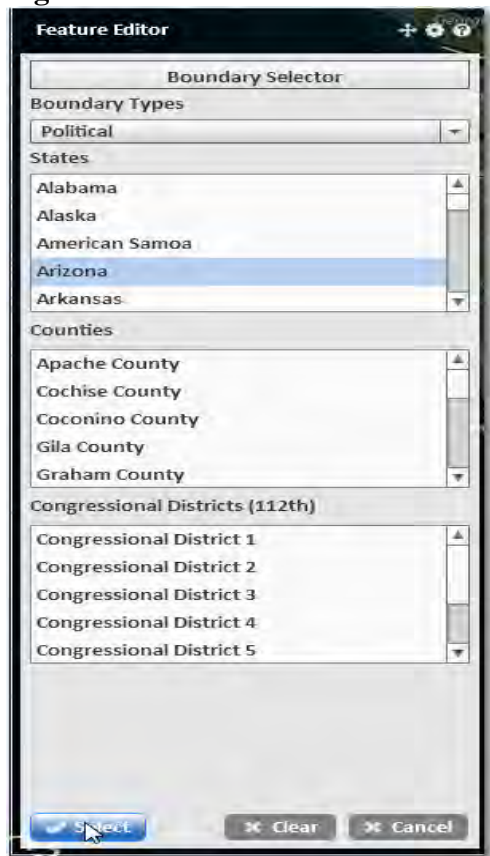 Feature Editor
Boundary Selector
Boundary Types
Political
States
Alabama
Alaska
American Samoa
Arizona
Arkansas
Counties
Apache County
Cochise County
Coconino County
Gila County
Graham County
Congressional Districts (112th)
Congressional District 1
Congressional District 2
Congressional District 3
Congressional District 4
Congressional District 5
Select Clear Cancel